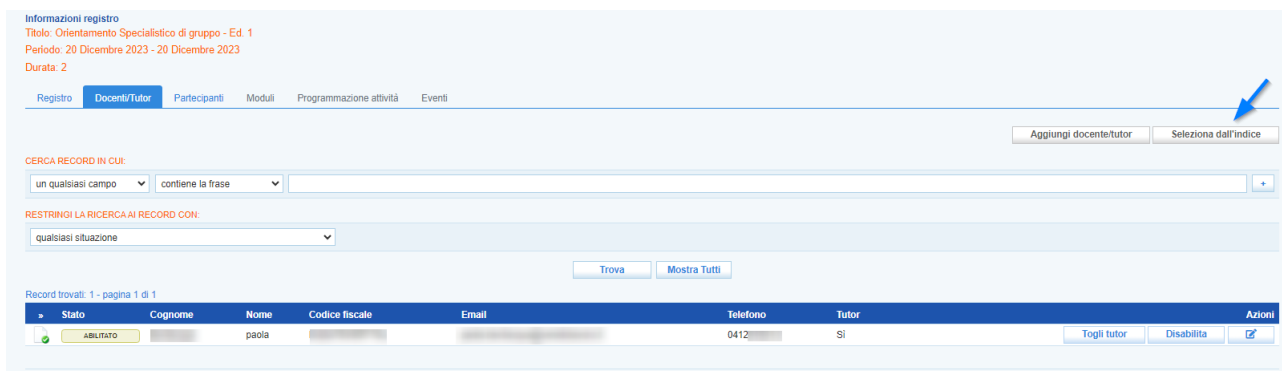 Informazioni registro
Titolo: Orientamento Specialistico di gruppo - Ed. 1
Periodo: 20 Dicembre 2023 - 20 Dicembre 2023
Durata: 2
Registro Docenti/Tutor Partecipanti Moduli Programmazione attività Eventi
Aggiungi docente/tutor Seleziona dall'indice
CERCA RECORD IN CUI:
un qualsiasi campo contiene la frase +
RESTRINGI LA RICERCA AI RECORD CON:
qualsiasi situazione
Trova Mostra Tutti
Record trovati: 1 - pagina 1 di 1
» Stato Cognome Nome Codice fiscale Email Telefono Tutor Azioni
ABILITATO paola 0412 Sì Togli tutor Disabilita